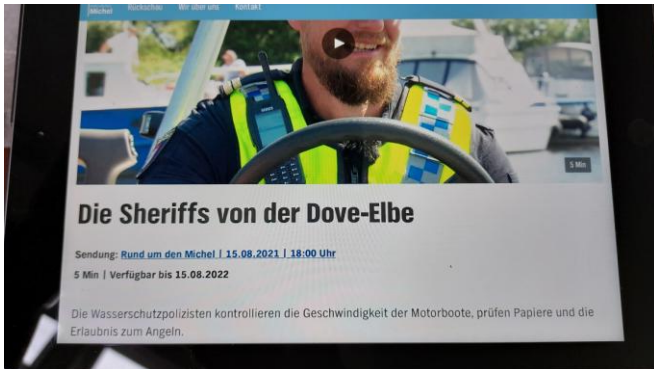 Michel Rückschau Wir über uns Kontakt
5 Min
Die Sheriffs von der Dove-Elbe
Sendung: Rund um den Michel | 15.08.2021 | 18:00 Uhr
5 Min | Verfügbar bis 15.08.2022
Die Wasserschutzpolizisten kontrollieren die Geschwindigkeit der Motorboote, prüfen Papiere und die
Erlaubnis zum Angeln.